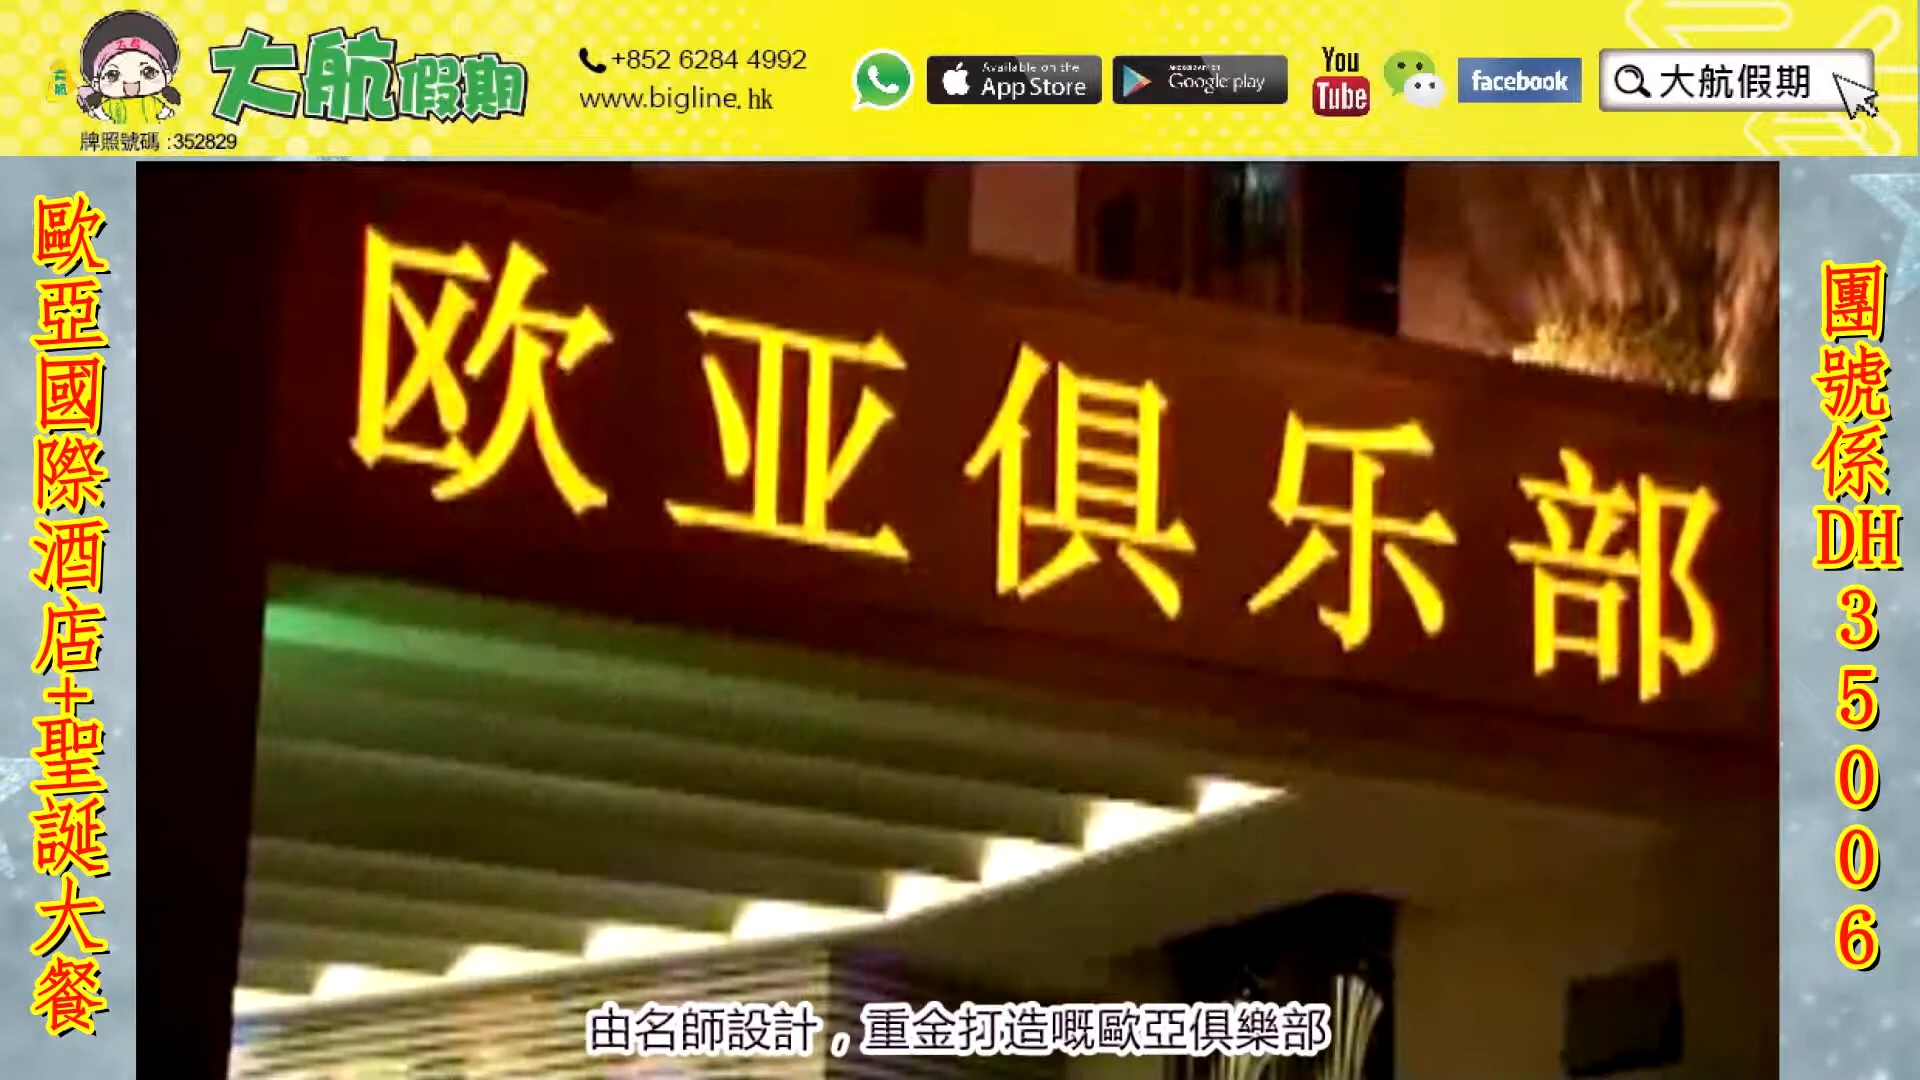 大航假期
牌照號碼 :352829
+852 6284 4992
www.bigline.hk
Available on the
App Store
Google play
You
Tube
facebook
大航假期
歐亞國際酒店+聖誕大餐
欧亚俱乐部
團號係DH35006
由名師設計，重金打造嘅歐亞俱樂部